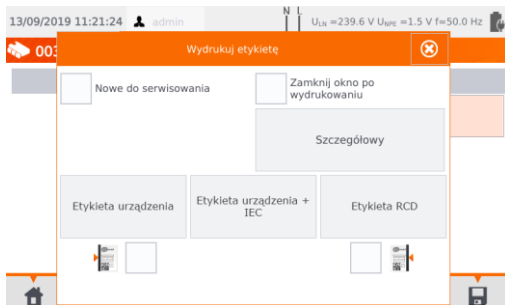 13/09/2019 11:21:24 admin N L U_LN =239.6 V U_NPE =1.5 V f=50.0 Hz
003
Wydrukuj etykietę
Nowe do serwisowania
Zamknij okno po
wydrukowaniu
Szczegółowy
Etykieta urządzenia
Etykieta urządzenia +
IEC
Etykieta RCD